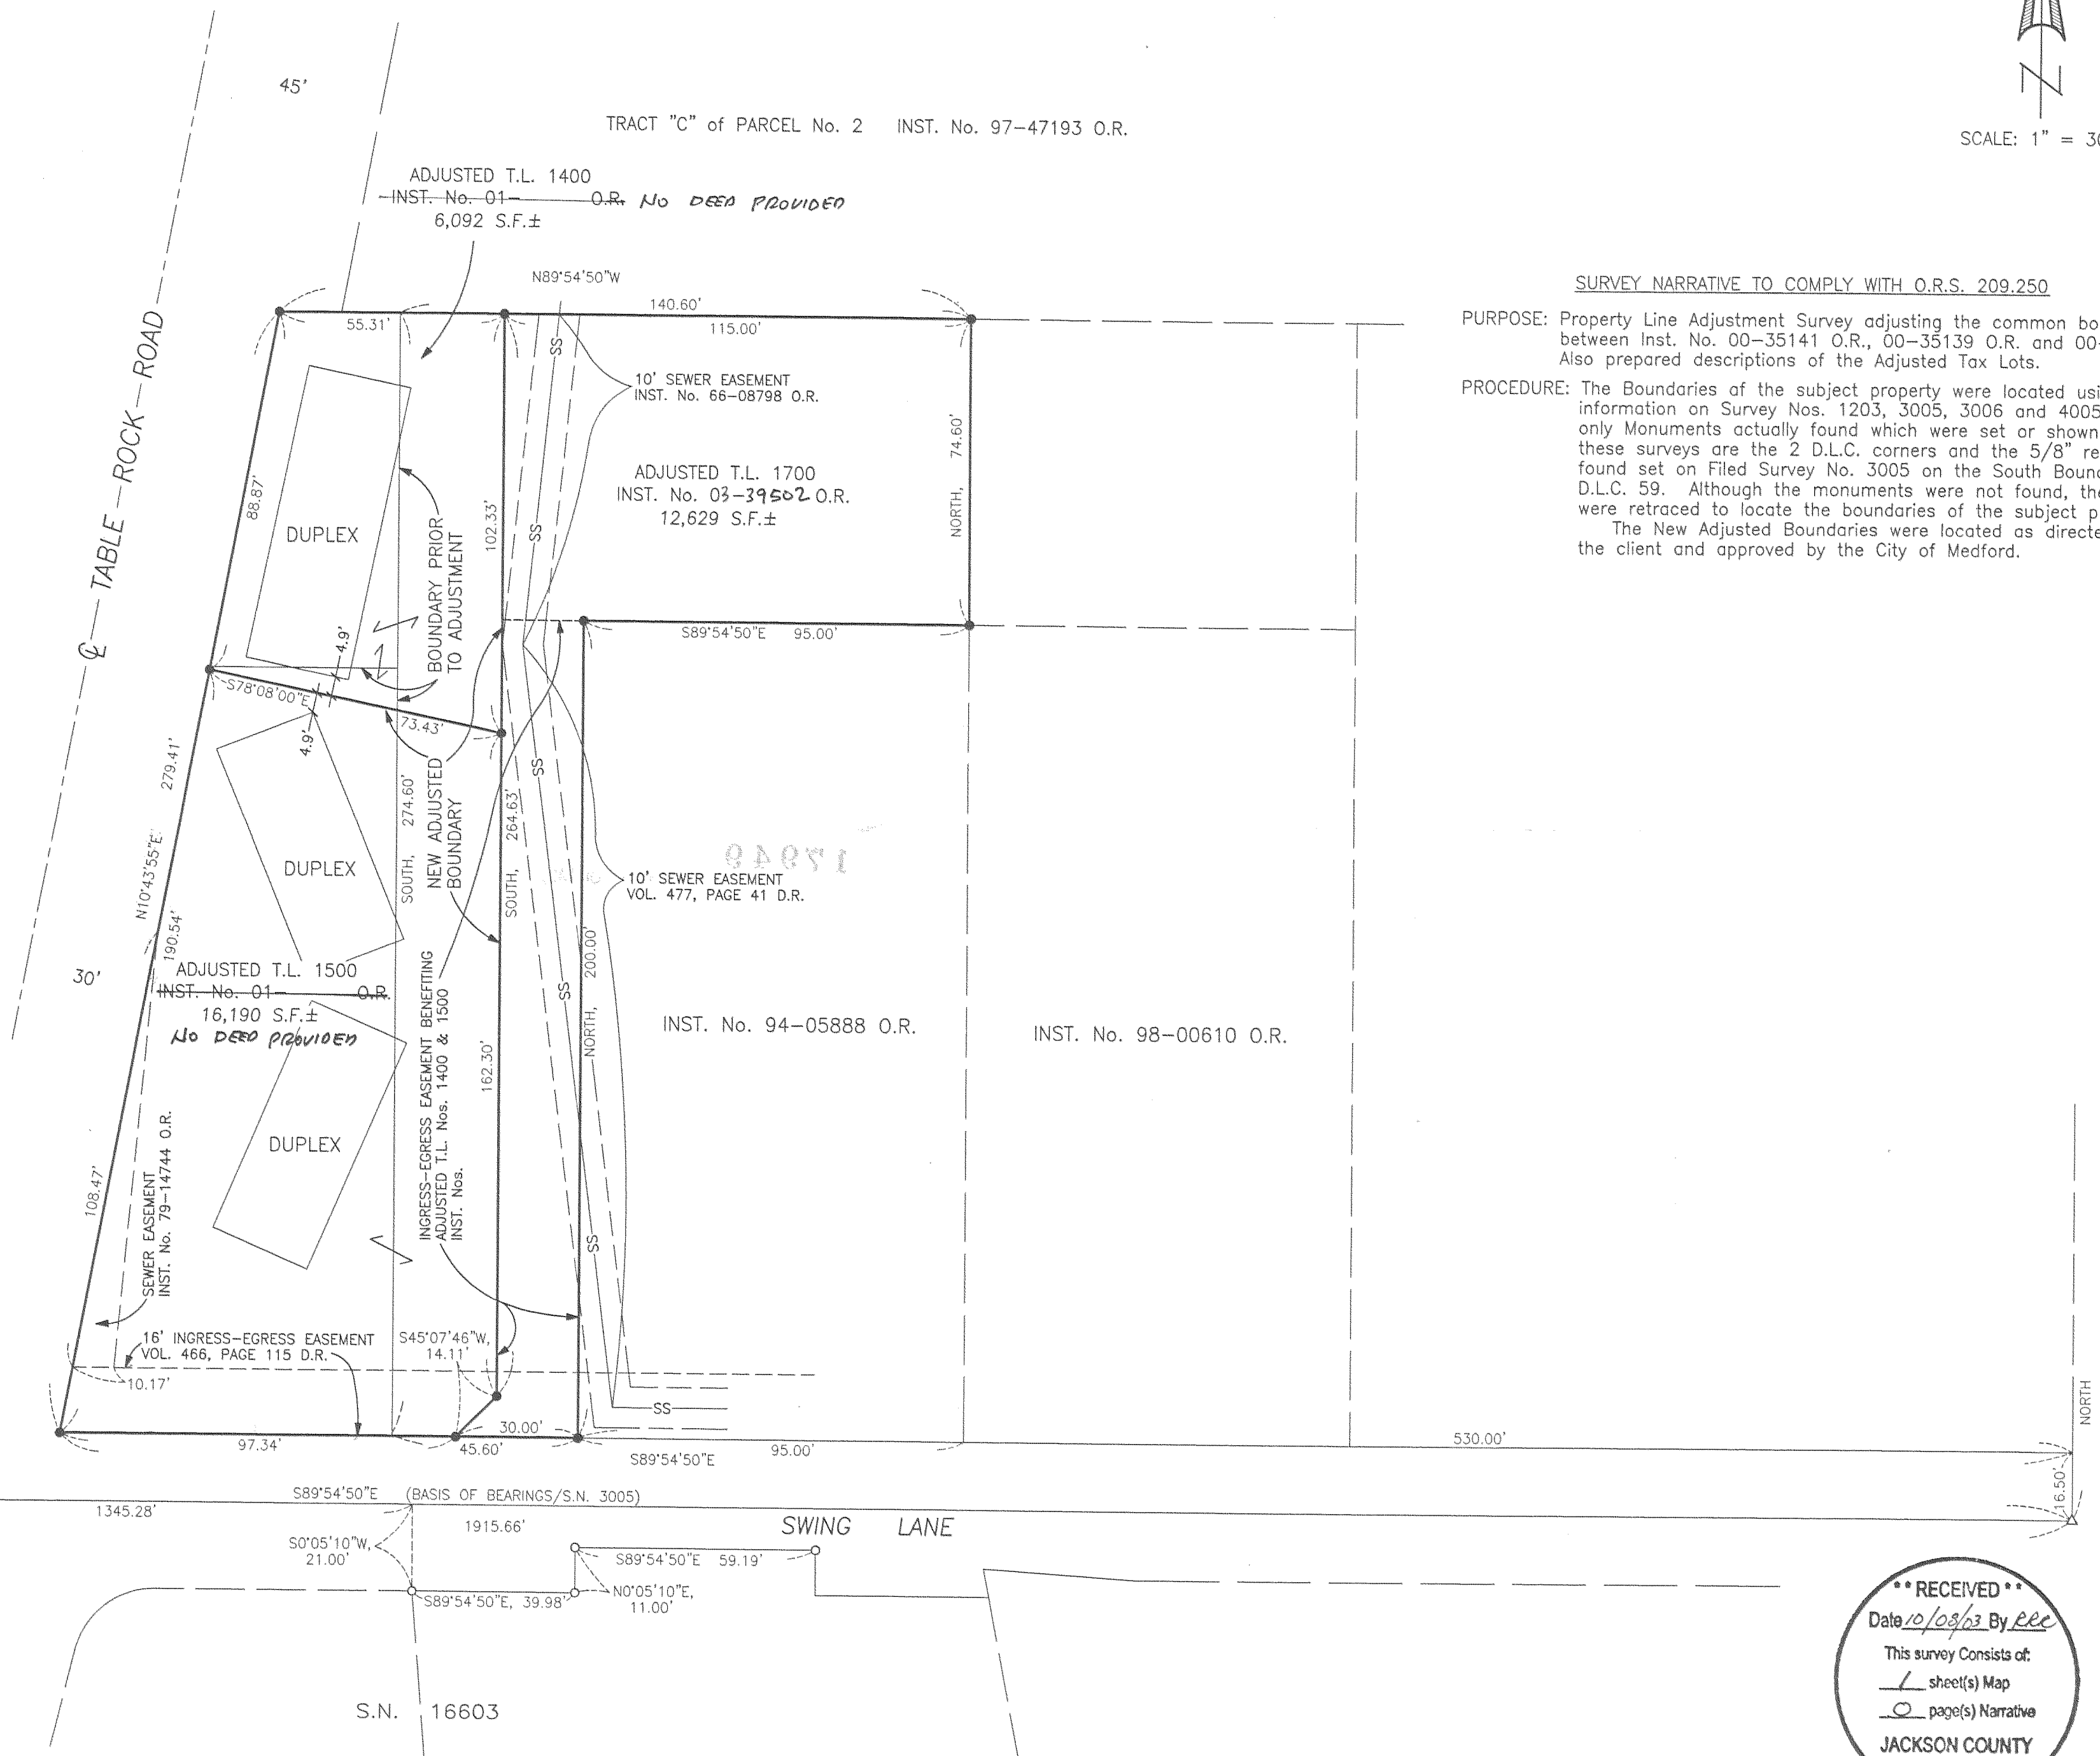 45'
TRACT "C" of PARCEL No. 2 INST. No. 97-47193 O.R.
N
SCALE: 1" =
ADJUSTED T.L. 1400
INST. No. 01- O.R. NO DEED PROVIDED
6,092 S.F.±
N89°54'50"W
140.60'
55.31'
115.00'
SURVEY NARRATIVE TO COMPLY WITH O.R.S. 209.250
PURPOSE: Property Line Adjustment Survey adjusting the common
between Inst. No. 00-35141 O.R., 00-35139 O.R. and
Also prepared descriptions of the Adjusted Tax Lots.
PROCEDURE: The Boundaries of the subject property were located
information on Survey Nos. 1203, 3005, 3006 and 4005
only Monuments actually found which were set or shown
these surveys are the 2 D.L.C. corners and the 5/8"
found set on Filed Survey No. 3005 on the South
D.L.C. 59. Although the monuments were not found,
were retraced to locate the boundaries of the subject
The New Adjusted Boundaries were located as
the client and approved by the City of Medford.
10' SEWER EASEMENT
INST. No. 66-08798 O.R.
SS
ADJUSTED T.L. 1700
INST. No. 03-39502 O.R.
12,629 S.F.±
NORTH, 74.60'
88.87'
DUPLEX
102.33'
BOUNDARY PRIOR
TO ADJUSTMENT
SS
℄ TABLE ROCK ROAD
S89°54'50"E 95.00'
4.9'
S78°08'00"E
73.43'
4.9'
279.41'
SOUTH, 274.60'
NEW ADJUSTED
BOUNDARY
SOUTH, 264.63'
SS
DUPLEX
10' SEWER EASEMENT
VOL. 477, PAGE 41 D.R.
N10°43'55"E
190.54'
30'
ADJUSTED T.L. 1500
INST. No. 01- O.R.
16,190 S.F.±
NO DEED PROVIDED
SS
NORTH, 200.00'
INST. No. 94-05888 O.R.
INST. No. 98-00610 O.R.
162.30'
INGRESS-EGRESS EASEMENT BENEFITING
ADJUSTED T.L. Nos. 1400 & 1500
INST. Nos.
DUPLEX
108.47'
SEWER EASEMENT
INST. No. 79-14744 O.R.
SS
16' INGRESS-EGRESS EASEMENT
VOL. 466, PAGE 115 D.R.
S45°07'46"W,
14.11'
10.17'
SS
30.00'
97.34'
45.60'
S89°54'50"E
95.00'
530.00'
NORTH
16.50'
S89°54'50"E (BASIS OF BEARINGS/S.N. 3005)
1345.28'
1915.66'
SWING LANE
S0°05'10"W,
21.00'
S89°54'50"E 59.19'
S89°54'50"E, 39.98'
N0°05'10"E,
11.00'
S.N. 16603
**RECEIVED**
Date 10/08/03 By
This survey Consists of:
1 sheet(s) Map
0 page(s) Narrative
JACKSON COUNTY